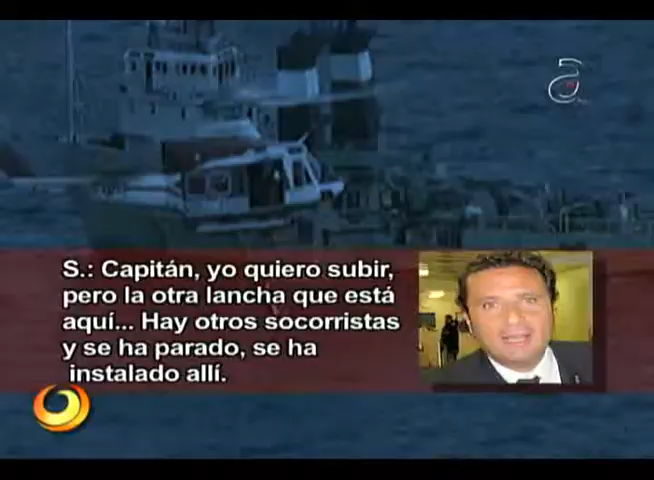 S.: Capitán, yo quiero subir,
pero la otra lancha que está
aquí... Hay otros socorristas
y se ha parado, se ha
instalado allí.